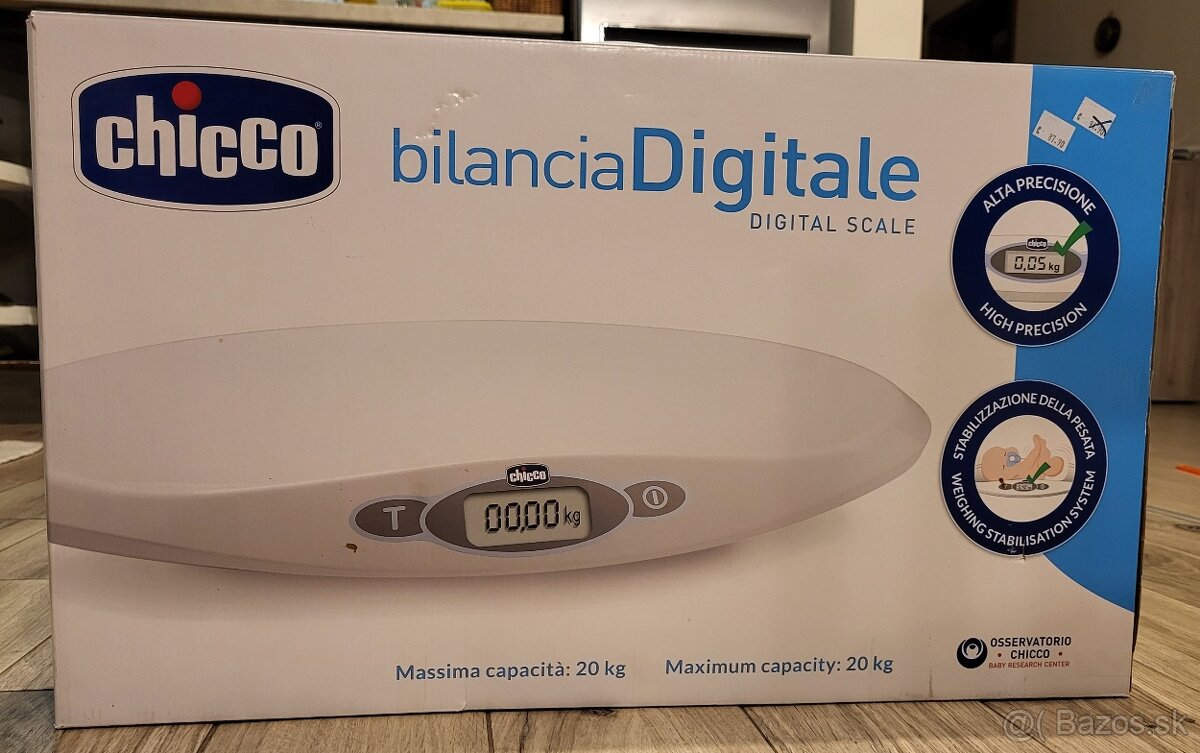 chicco
bilanciaDigitale
DIGITAL SCALE
ALTA PRECISIONE
chicco
0,05 kg
HIGH PRECISION
STABILIZZAZIONE DELLA PESATA
WEIGHING STABILISATION SYSTEM
chicco
T
00,00 kg
Massima capacità: 20 kg
Maximum capacity: 20 kg
OSSERVATORIO
• CHICCO •
BABY RESEARCH CENTER
@( Bazos.sk